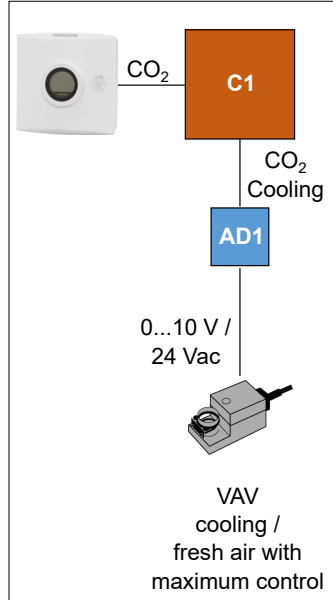 CO₂
C1
CO₂
Cooling
AD1
0...10 V /
24 Vac
VAV
cooling /
fresh air with
maximum control